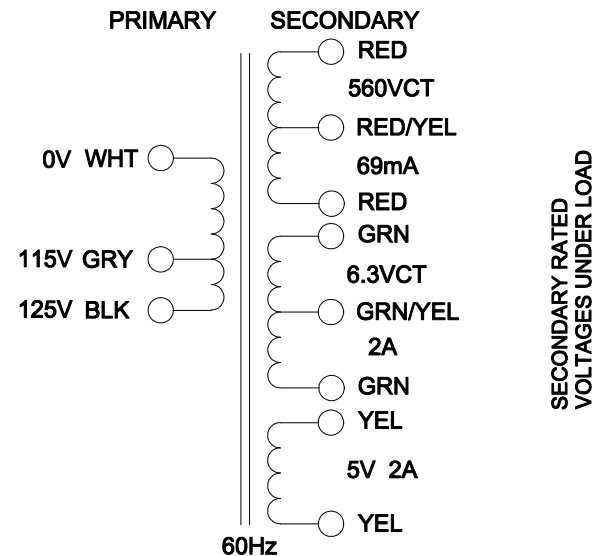 PRIMARY
SECONDARY
RED
560VCT
RED/YEL
0V WHT
69mA
RED
GRN
115V GRY
6.3VCT
125V BLK
GRN/YEL
2A
GRN
YEL
5V 2A
YEL
60Hz
SECONDARY RATED
VOLTAGES UNDER LOAD